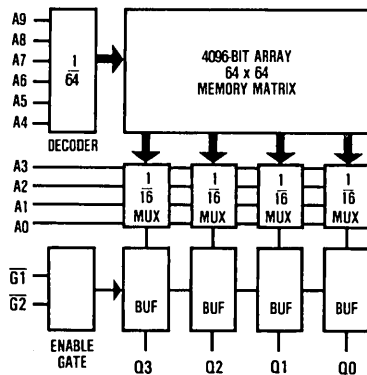 A9
A8
A7
A6
A5
A4
1
64
DECODER
4096-BIT ARRAY
64 x 64
MEMORY MATRIX
A3
A2
A1
A0
1
16
MUX
1
16
MUX
1
16
MUX
1
16
MUX
G1
G2
ENABLE
GATE
BUF
BUF
BUF
BUF
Q3
Q2
Q1
Q0